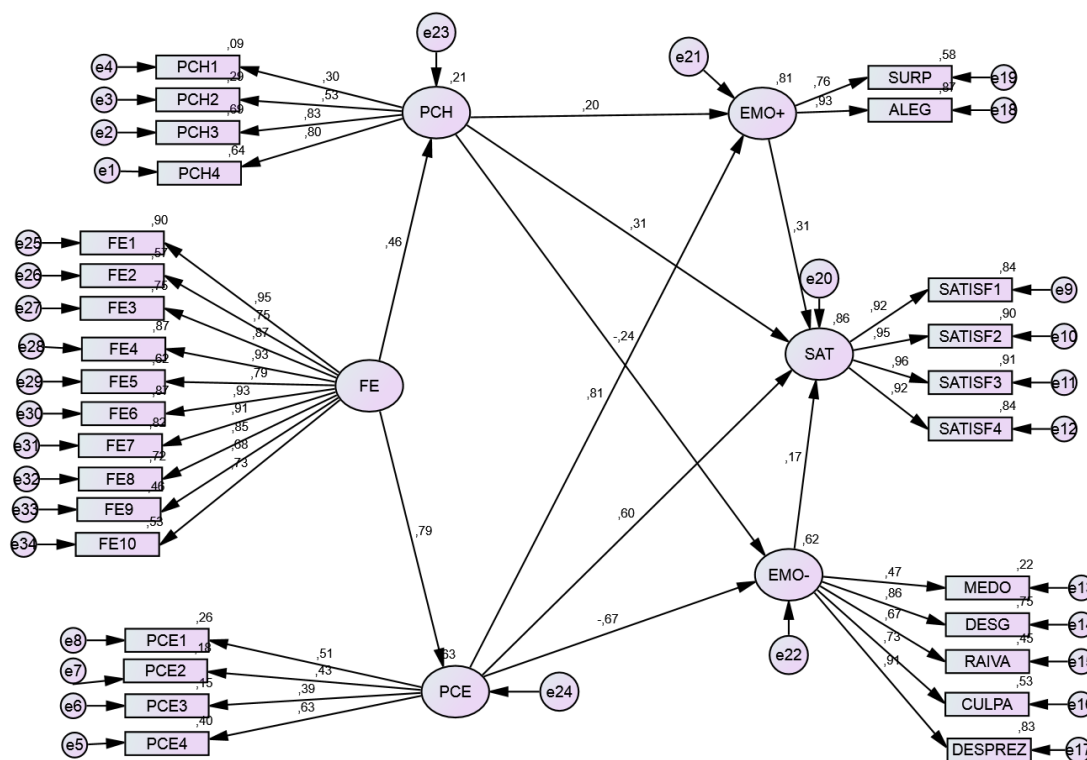 e23
,09
,21
e21
,58
e4
PCH1
,30
,81
,76
SURP
e19
,29
e3
PCH2
,53
PCH
,20
EMO+
,93
,87
,69
ALEG
e18
e2
PCH3
,83
,80
,64
e1
PCH4
,90
e25
FE1
,31
,31
,57
e26
FE2
,46
e20
,84
,75
,95
SATISF1
e9
e27
FE3
,75
,92
,86
,90
,87
,87
-,24
SAT
,95
SATISF2
e10
e28
FE4
,93
,96
,91
,62
SATISF3
e11
e29
FE5
,79
FE
,92
,84
,87
,93
,81
SATISF4
e12
e30
FE6
,91
,82
e31
FE7
,85
,17
,72
,68
e32
FE8
,73
,46
e33
FE9
,60
,79
,53
,62
e34
FE10
EMO-
,47
,22
MEDO
e13
,86
,75
,26
-,67
,67
DESG
e14
e8
PCE1
,51
,63
,73
,45
,18
e22
,91
RAIVA
e15
e7
PCE2
,43
,15
PCE
e24
,53
e6
PCE3
,39
CULPA
e16
,40
,63
,83
e5
PCE4
DESPREZ
e17